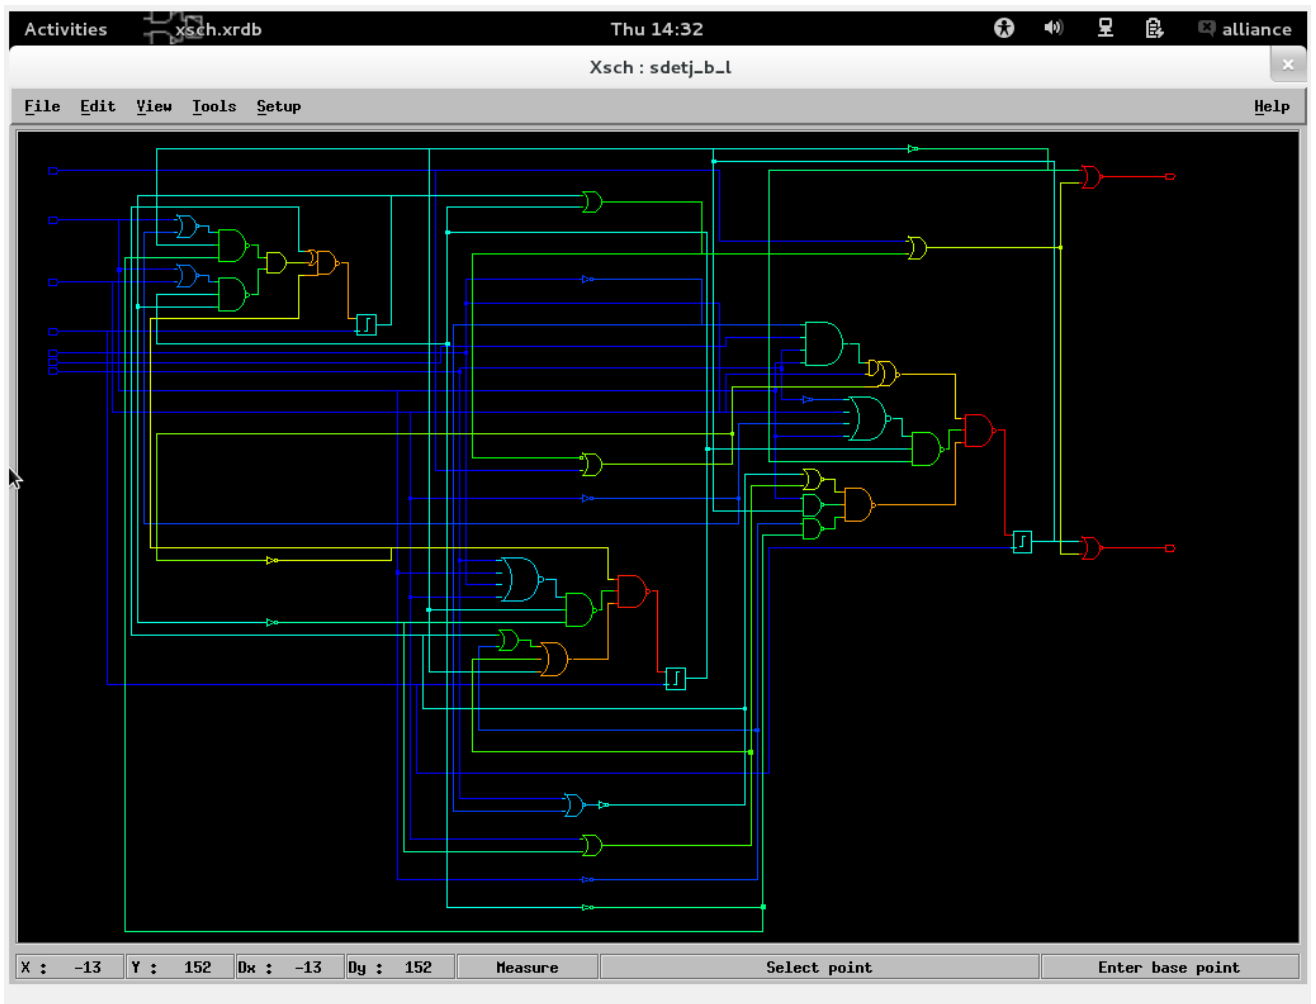 Activities xsch.xrdb Thu 14:32 alliance
Xsch : sdetj_b_l
File Edit View Tools Setup Help
X : -13 Y : 152 Dx : -13 Dy : 152 Measure Select point Enter base point